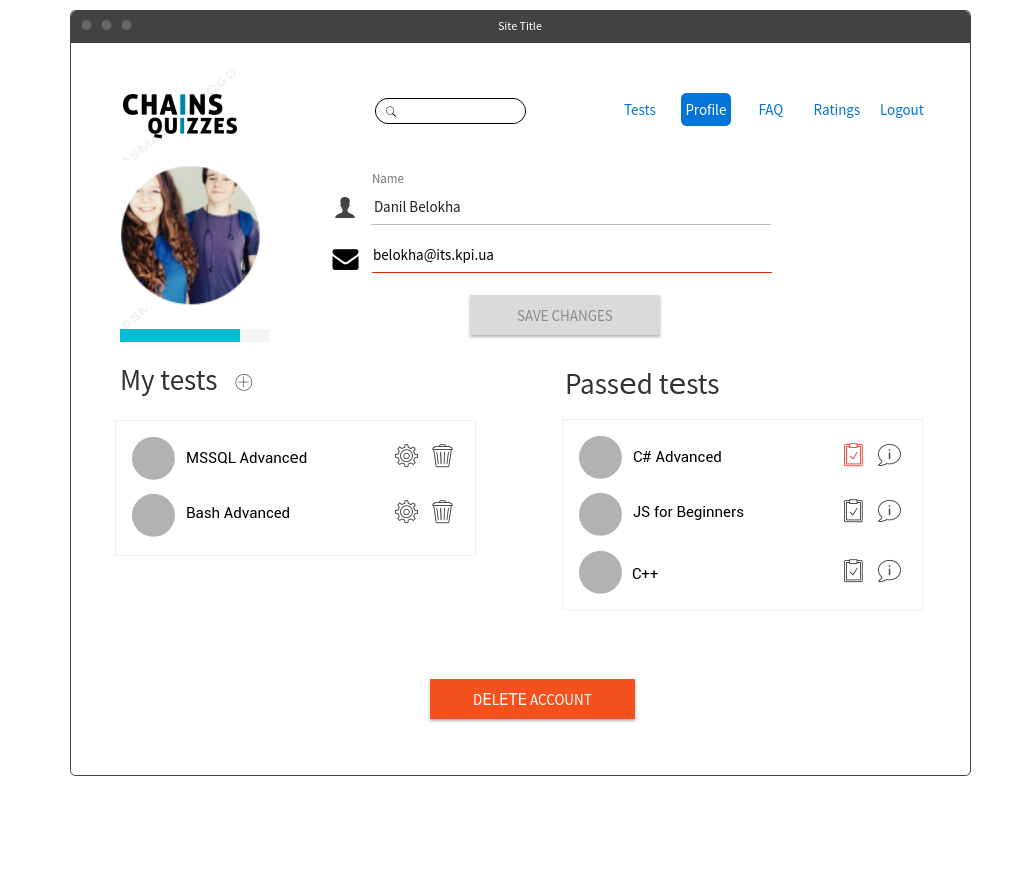 Site Title
CHAINS
QUIZZES
Tests Profile FAQ Ratings Logout
Name
Danil Belokha
belokha@its.kpi.ua
SAVE CHANGES
My tests
Passed tests
MSSQL Advanced
Bash Advanced
C# Advanced
JS for Beginners
C++
DELETE ACCOUNT